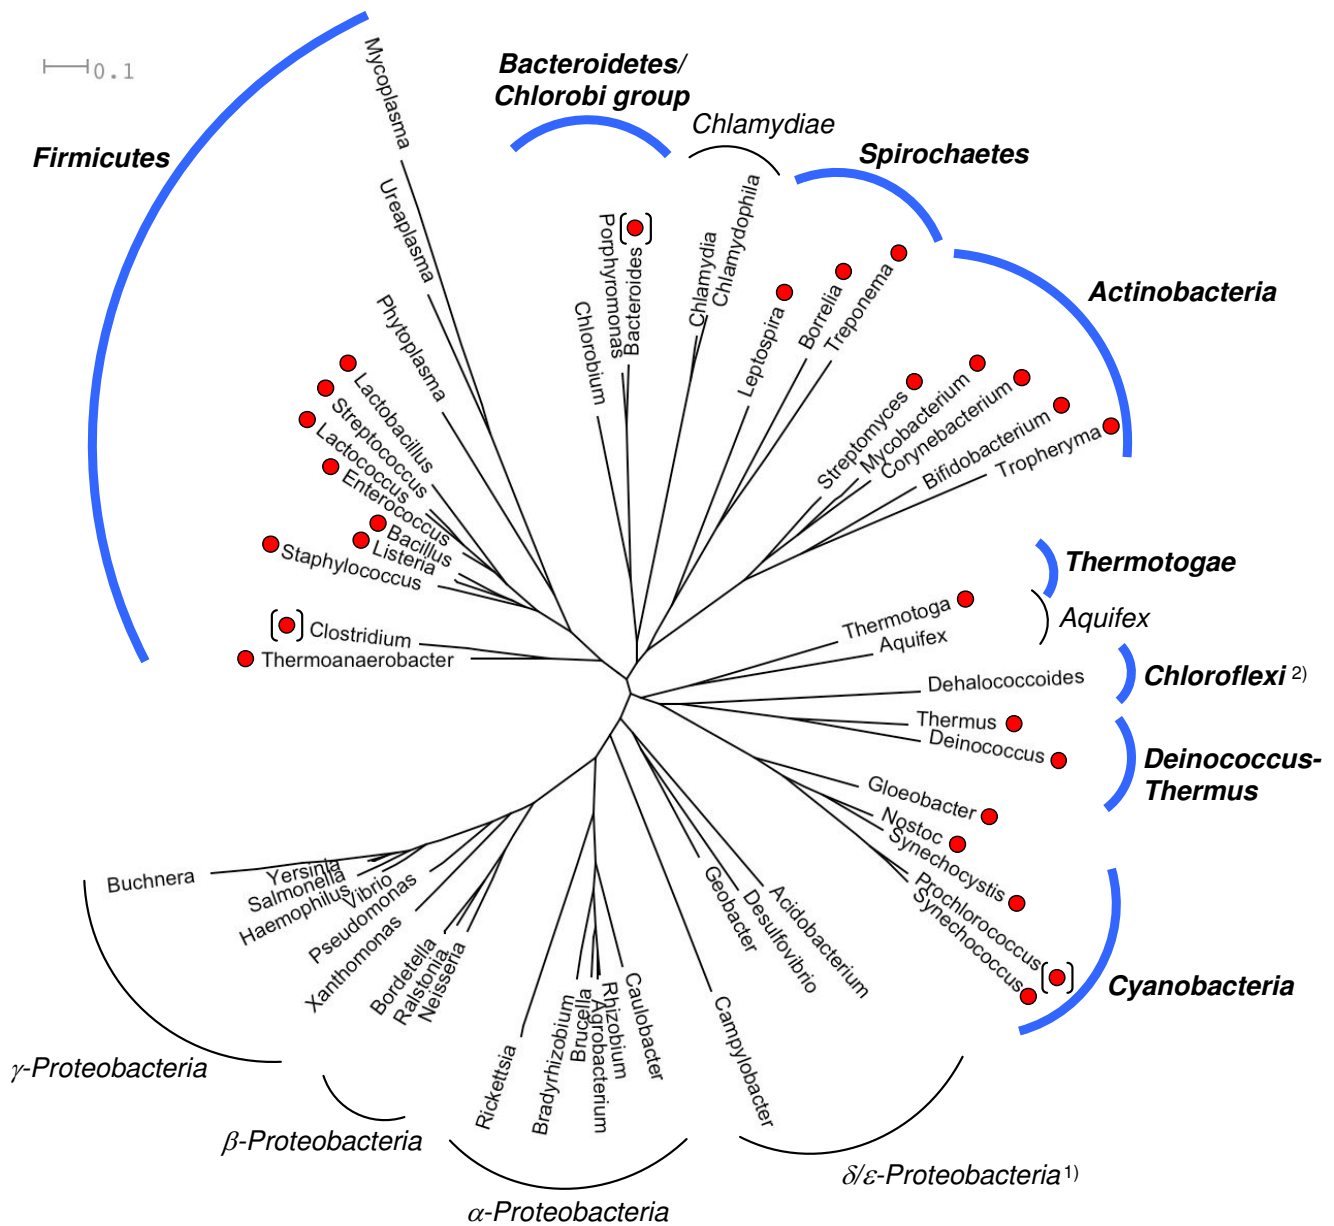 0.1
Firmicutes
Mycoplasma
Ureaplasma
Phytoplasma
Lactobacillus
Streptococcus
Lactococcus
Enterococcus
Bacillus
Listeria
Staphylococcus
Clostridium
Thermoanaerobacter
Bacteroidetes/
Chlorobi group
Chlorobium
Porphyromonas
Bacteroides
Chlamydiae
Chlamydia
Chlamydophila
Spirochaetes
Leptospira
Borrelia
Treponema
Actinobacteria
Streptomyces
Mycobacterium
Corynebacterium
Bifidobacterium
Tropheryma
Thermotogae
Thermotoga
Aquifex
Aquifex
Dehalococcoides
Chloroflexi 2)
Thermus
Deinococcus
Deinococcus-
Thermus
Gloeobacter
Nostoc
Synechocystis
Prochlorococcus
Synechococcus
Cyanobacteria
Acidobacterium
Desulfovibrio
Geobacter
Campylobacter
δ/ε-Proteobacteria 1)
Caulobacter
Rhizobium
Agrobacterium
Brucella
Bradyrhizobium
Rickettsia
α-Proteobacteria
Neisseria
Ralstonia
Bordetella
β-Proteobacteria
Xanthomonas
Pseudomonas
Vibrio
Haemophilus
Salmonella
Yersinia
Buchnera
γ-Proteobacteria